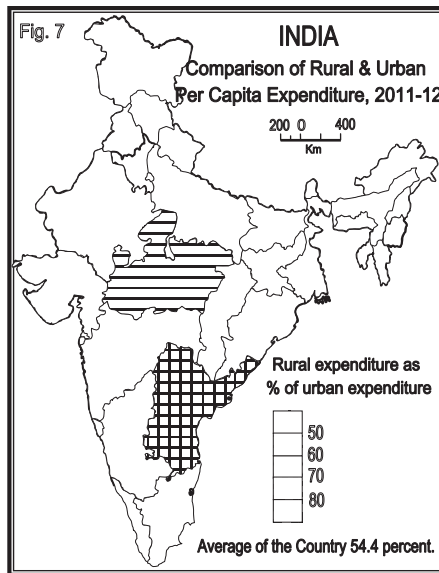 Fig. 7
INDIA
Comparison of Rural & Urban
Per Capita Expenditure, 2011-12
200 0 400
Km
Rural expenditure as
% of urban expenditure
50
60
70
80
Average of the Country 54.4 percent.